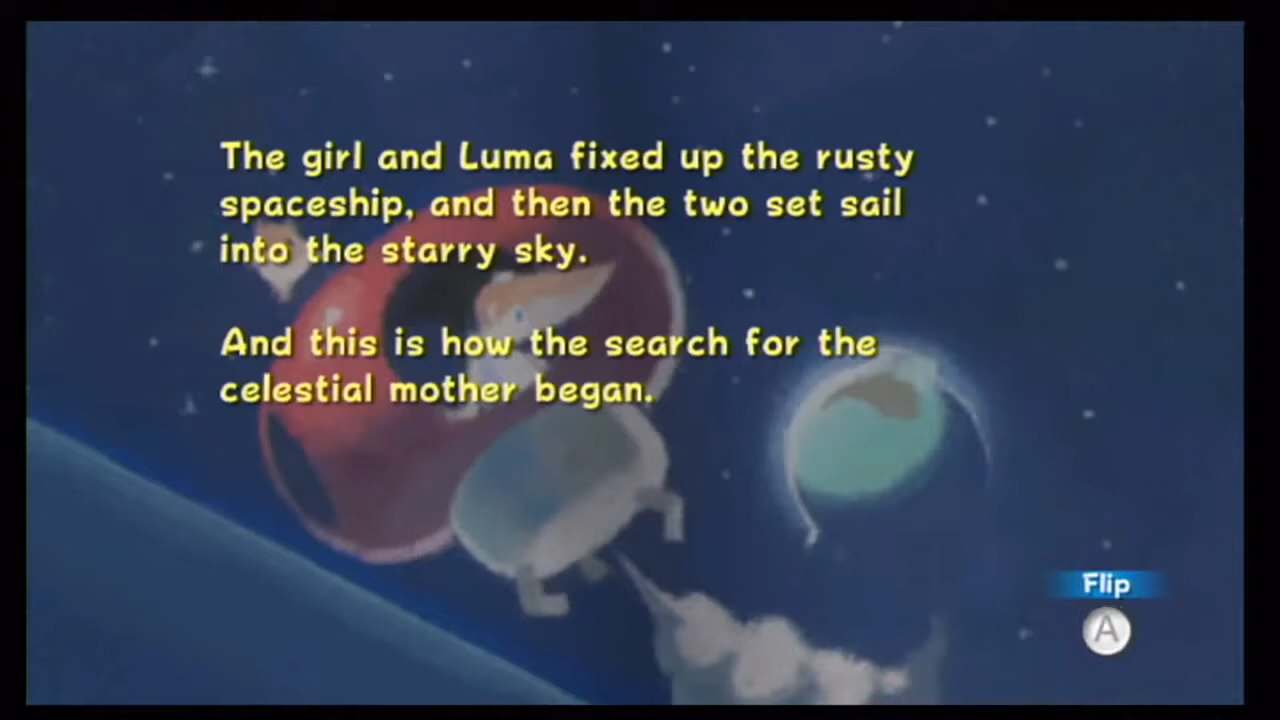 The girl and Luma fixed up the rusty
spaceship, and then the two set sail
into the starry sky.
And this is how the search for the
celestial mother began.
Flip
A